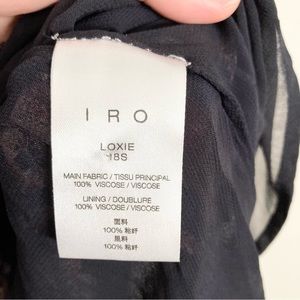 IRO
LOXIE
18S
MAIN FABRIC / TISSU PRINCIPAL
100% VISCOSE / VISCOSE
LINING / DOUBLURE
100% VISCOSE / VISCOSE
面料
100% 粘纤
里料
100% 粘纤